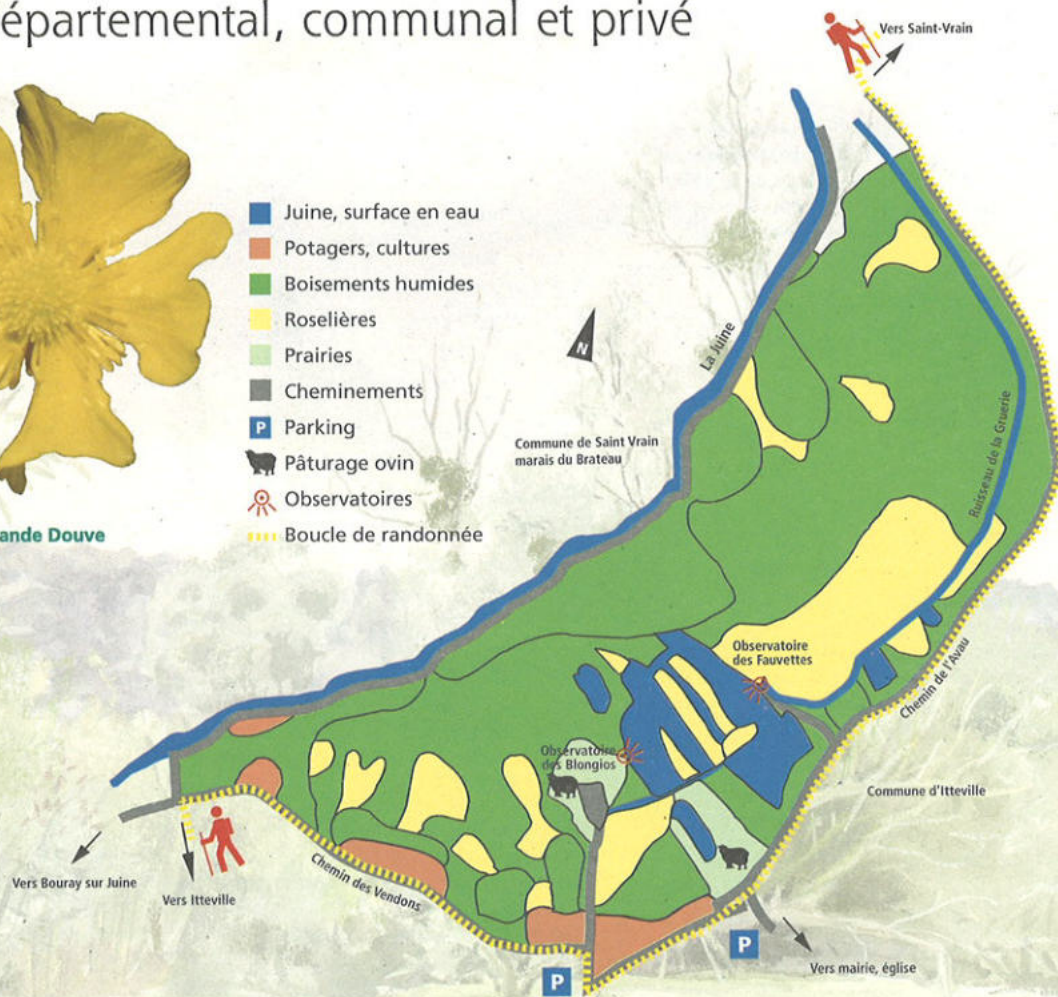 épartemental, communal et privé
Vers Saint-Vrain
Juine, surface en eau
Potagers, cultures
Boisements humides
Roselières
Prairies
Cheminements
P Parking
Pâturage ovin
Observatoires
Boucle de randonnée
N
La Juine
Commune de Saint Vrain
marais du Brateau
Ruisseau de la Gruerie
ande Douve
Observatoire
des Fauvettes
Chemin de l'Avau
Observatoire
des Blongios
Commune d'Itteville
Vers Bouray sur Juine
Vers Itteville
Chemin des Vendons
P
P
Vers mairie, église